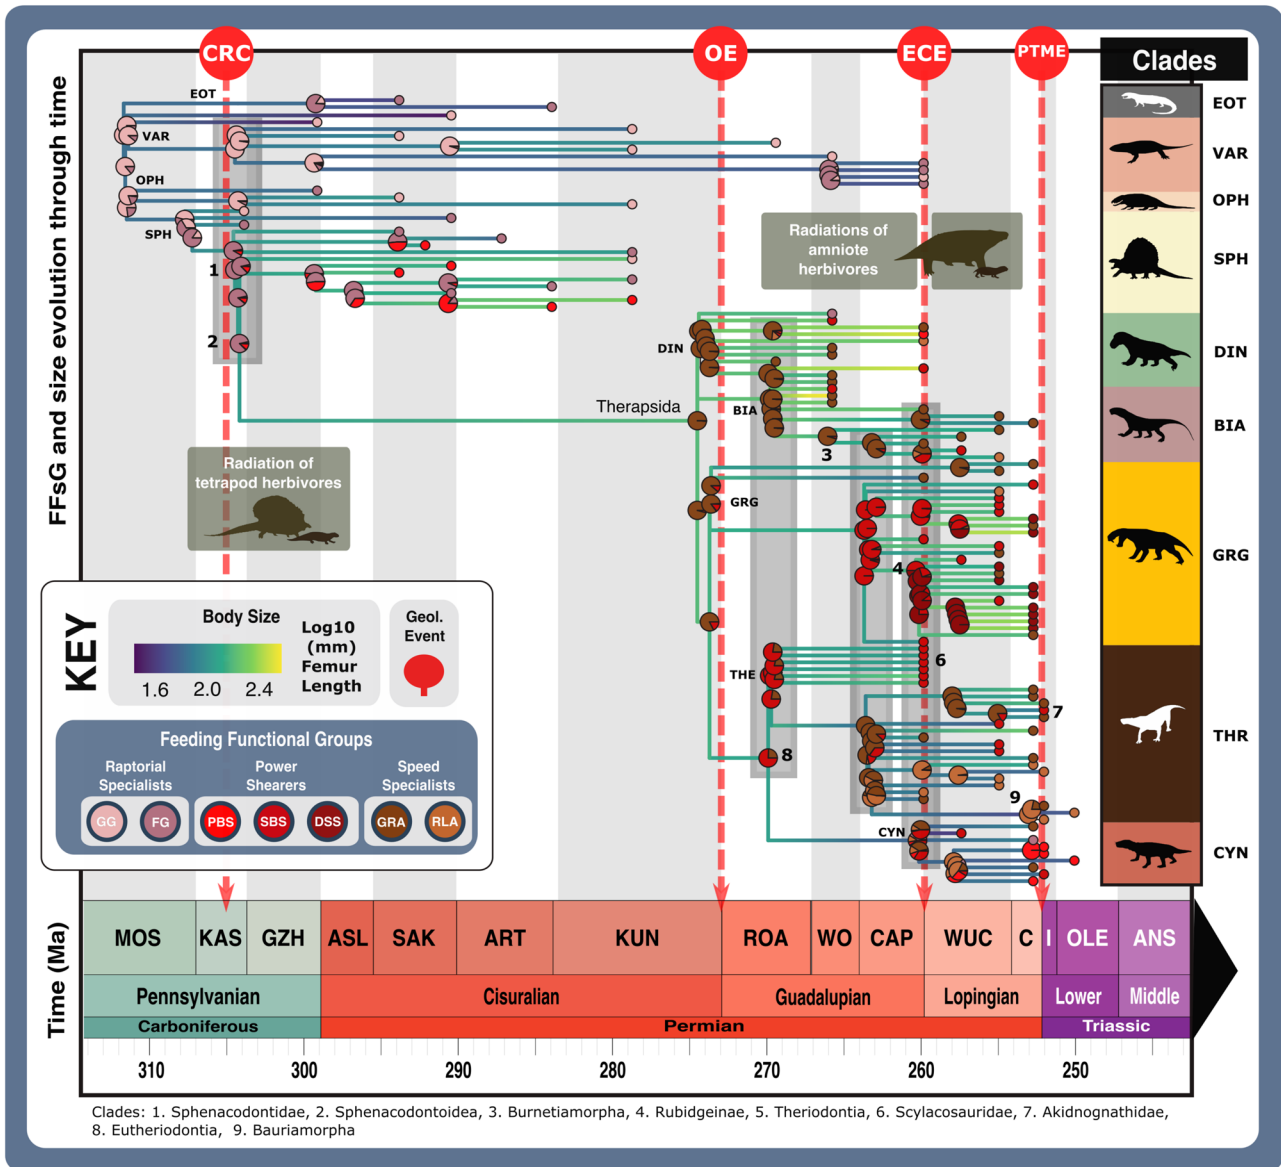 CRC
OE
ECE
PTME
Clades
FFsG and size evolution through time
EOT
VAR
OPH
SPH
1
2
Radiations of
amniote
herbivores
DIN
Therapsida
BIA
3
Radiation of
tetrapod herbivores
GRG
4
THE
6
7
8
9
CYN
EOT
VAR
OPH
SPH
DIN
BIA
GRG
THR
CYN
KEY
Body Size
1.6 2.0 2.4
Log10
(mm)
Femur
Length
Geol.
Event
Feeding Functional Groups
Raptorial
Specialists
Power
Shearers
Speed
Specialists
GG FG PBS SBS DSS GRA RLA
Time (Ma)
MOS KAS GZH ASL SAK ART KUN ROA WO CAP WUC C I OLE ANS
Pennsylvanian Cisuralian Guadalupian Lopingian Lower Middle
Carboniferous Permian Triassic
310 300 290 280 270 260 250
Clades: 1. Sphenacodontidae, 2. Sphenacodontoidea, 3. Burnetiamorpha, 4. Rubidgeinae, 5. Theriodontia, 6. Scylacosauridae, 7. Akidnognathidae,
8. Eutheriodontia, 9. Bauriamorpha